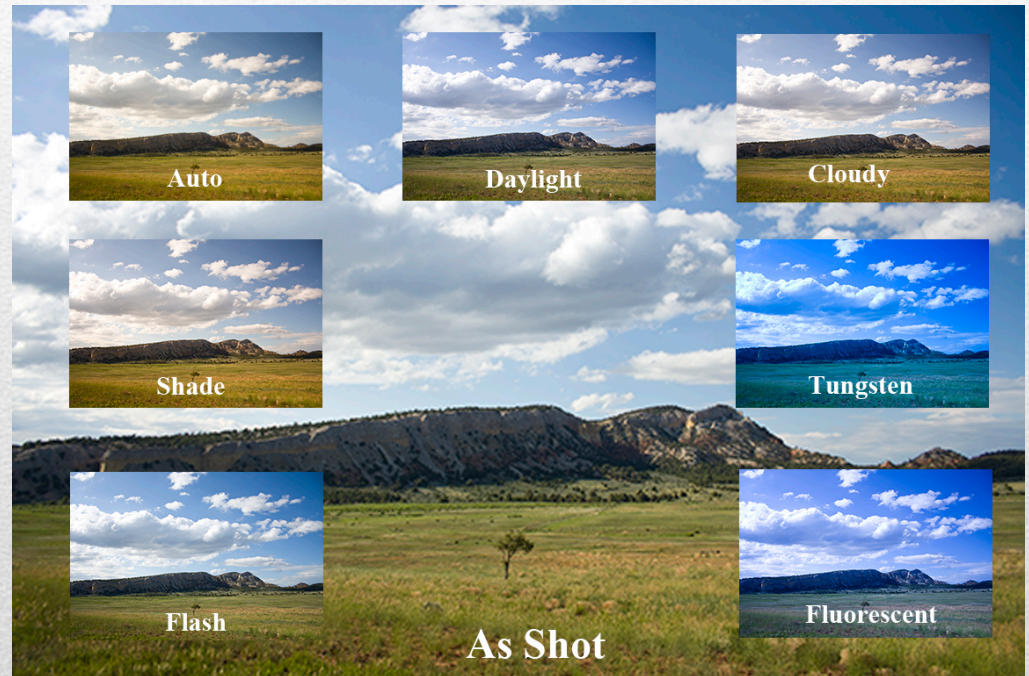 Auto
Daylight
Cloudy
Shade
Tungsten
Flash
Fluorescent
As Shot